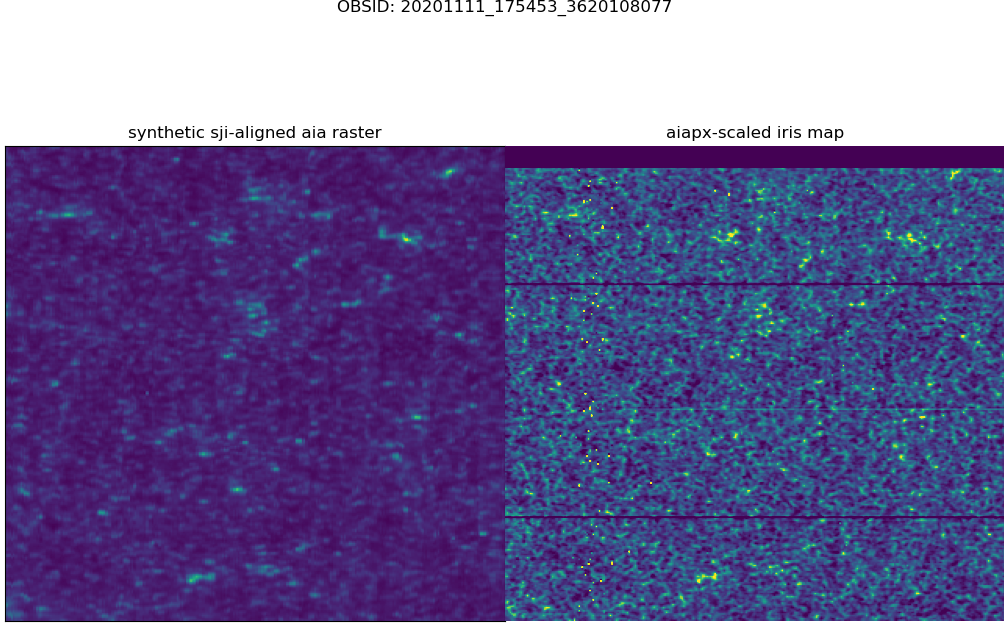 OBSID: 20201111_175453_3620108077
synthetic sji-aligned aia raster
aiapx-scaled iris map